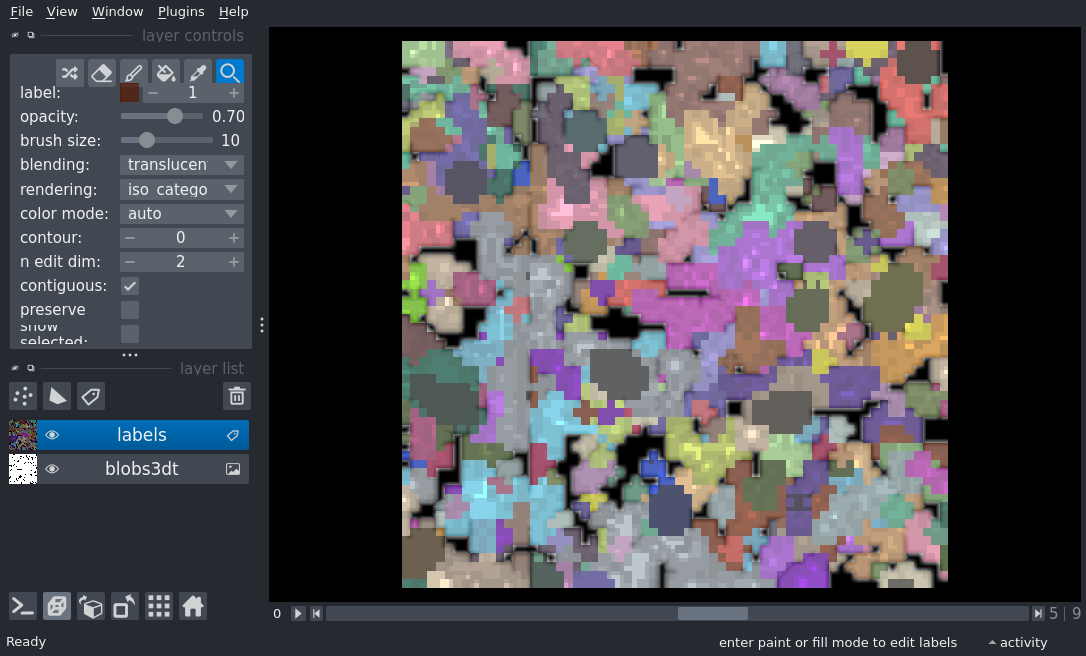 File View Window Plugins Help
layer controls
label: 1
opacity: 0.70
brush size: 10
blending: translucen
rendering: iso_catego
color mode: auto
contour: 0
n edit dim: 2
contiguous:
preserve
show
selected:
layer list
labels
blobs3dt
0 5 | 9
Ready
enter paint or fill mode to edit labels
activity